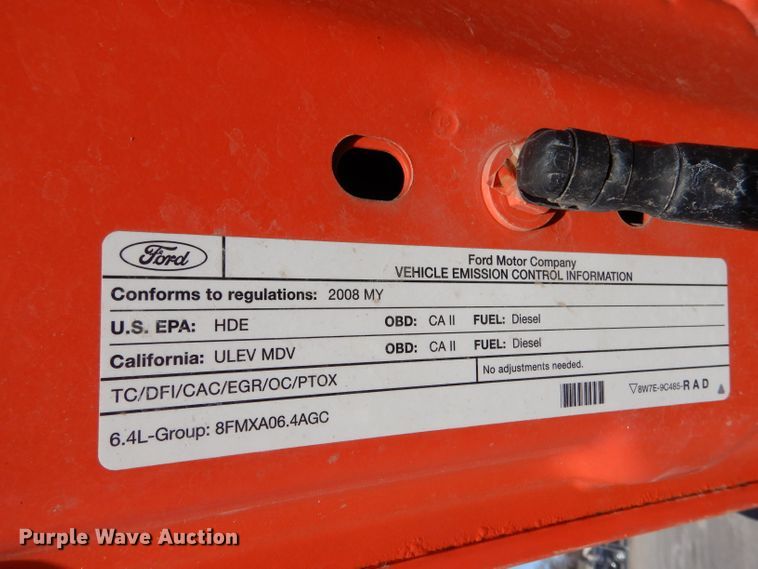 Ford
Ford Motor Company
VEHICLE EMISSION CONTROL INFORMATION
Conforms to regulations: 2008 MY
U.S. EPA: HDE OBD: CA II FUEL: Diesel
California: ULEV MDV OBD: CA II FUEL: Diesel
TC/DFI/CAC/EGR/OC/PTOX No adjustments needed.
6.4L-Group: 8FMXA06.4AGC 8W7E-9C485-RAD
Purple Wave Auction